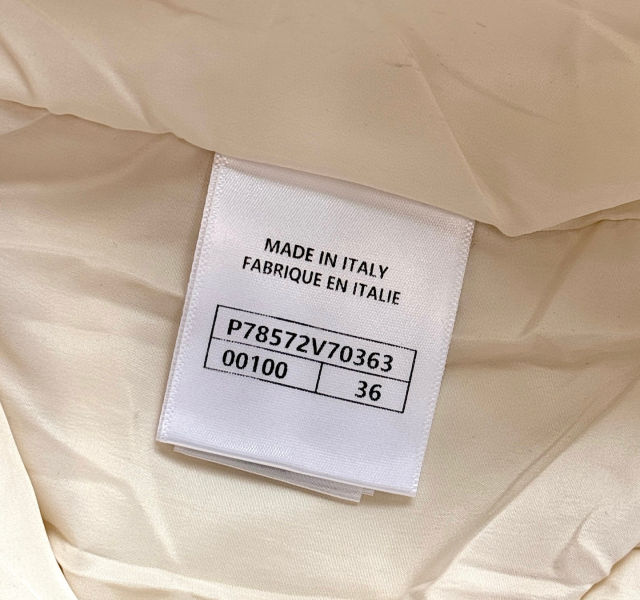 MADE IN ITALY
FABRIQUE EN ITALIE
P78572V70363
00100 36